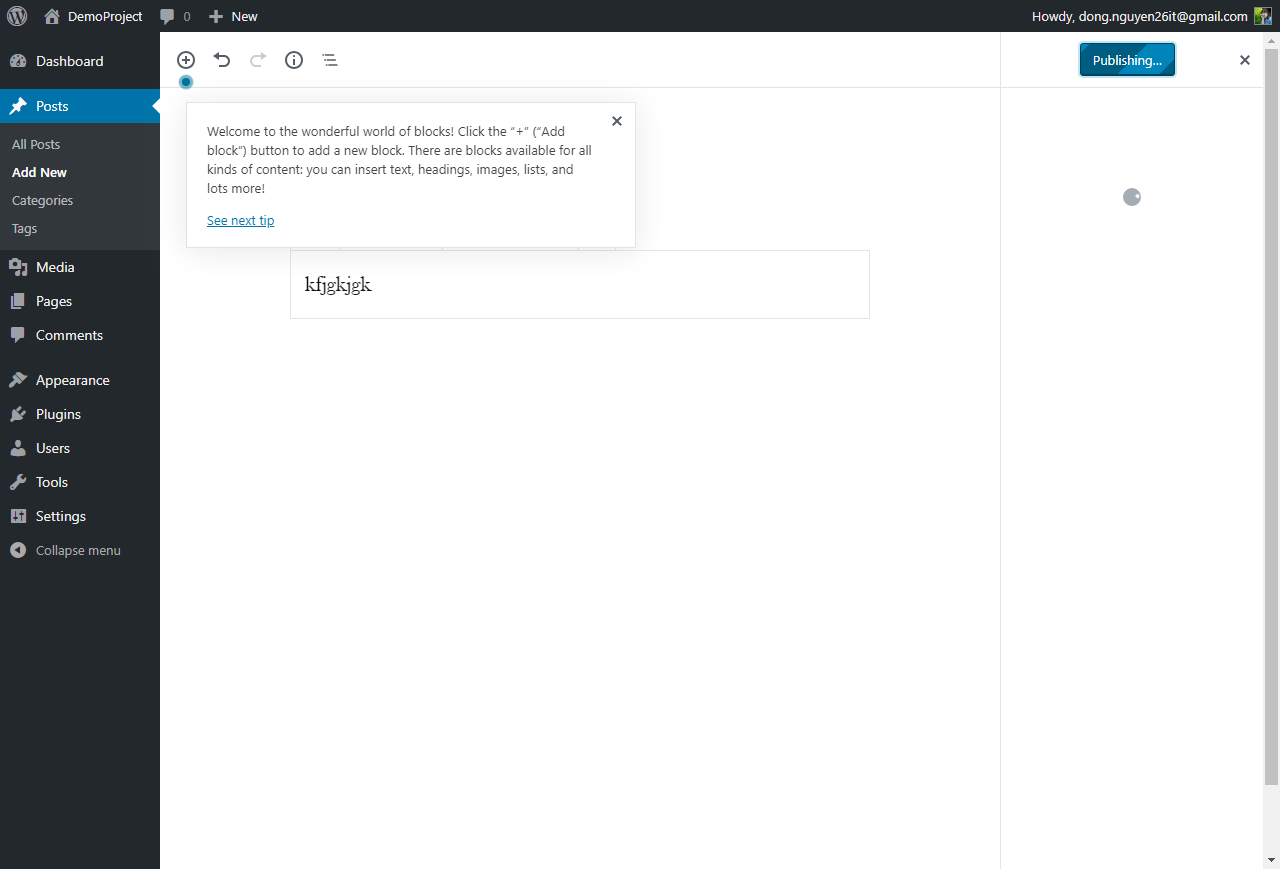 DemoProject 0 New Howdy, dong.nguyen26it@gmail.com
Dashboard
Posts
All Posts
Add New
Categories
Tags
Media
Pages
Comments
Appearance
Plugins
Users
Tools
Settings
Collapse menu
Publishing...
Welcome to the wonderful world of blocks! Click the “+” (“Add
block”) button to add a new block. There are blocks available for all
kinds of content: you can insert text, headings, images, lists, and
lots more!
See next tip
kfjgkjgk